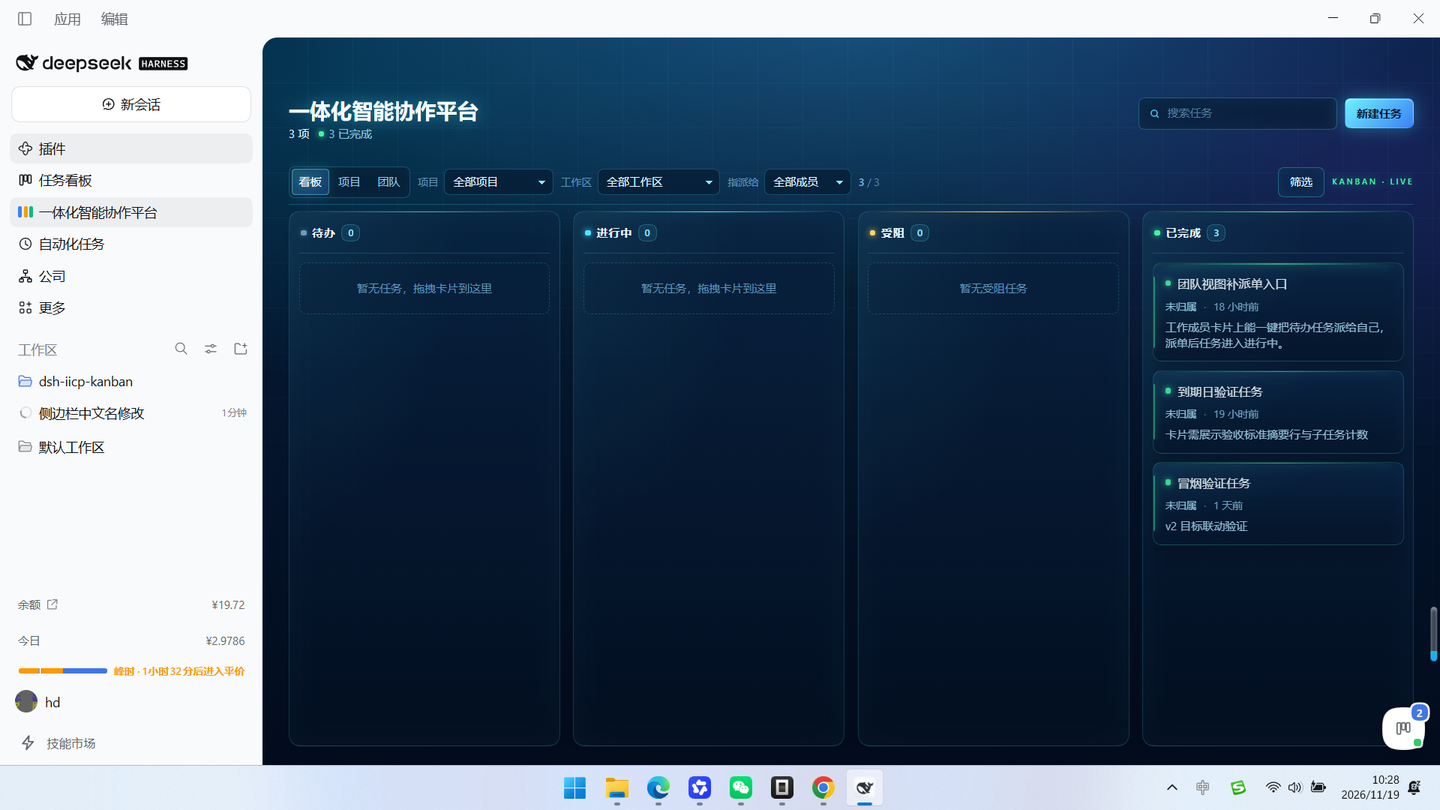 应用 编辑
deepseek HARNESS
新会话
插件
任务看板
一体化智能协作平台
自动化任务
公司
更多
工作区
dsh-iicp-kanban
侧边栏中文名修改 1分钟
默认工作区
余额 ¥19.72
今日 ¥2.9786
峰时 · 1小时32分后进入平价
hd
技能市场
一体化智能协作平台
3 项 3 已完成
搜索任务
新建任务
看板 项目 团队 项目 全部项目 工作区 全部工作区 指派给 全部成员 3 / 3
筛选 KANBAN · LIVE
待办 0
暂无任务，拖拽卡片到这里
进行中 0
暂无任务，拖拽卡片到这里
受阻 0
暂无受阻任务
已完成 3
团队视图补派单入口
未归属 · 18 小时前
工作成员卡片上能一键把待办任务派给自己，
派单后任务进入进行中。
到期日验证任务
未归属 · 19 小时前
卡片需展示验收标准摘要行与子任务计数
冒烟验证任务
未归属 · 1 天前
v2 目标联动验证
2
中
10:28
2026/11/19